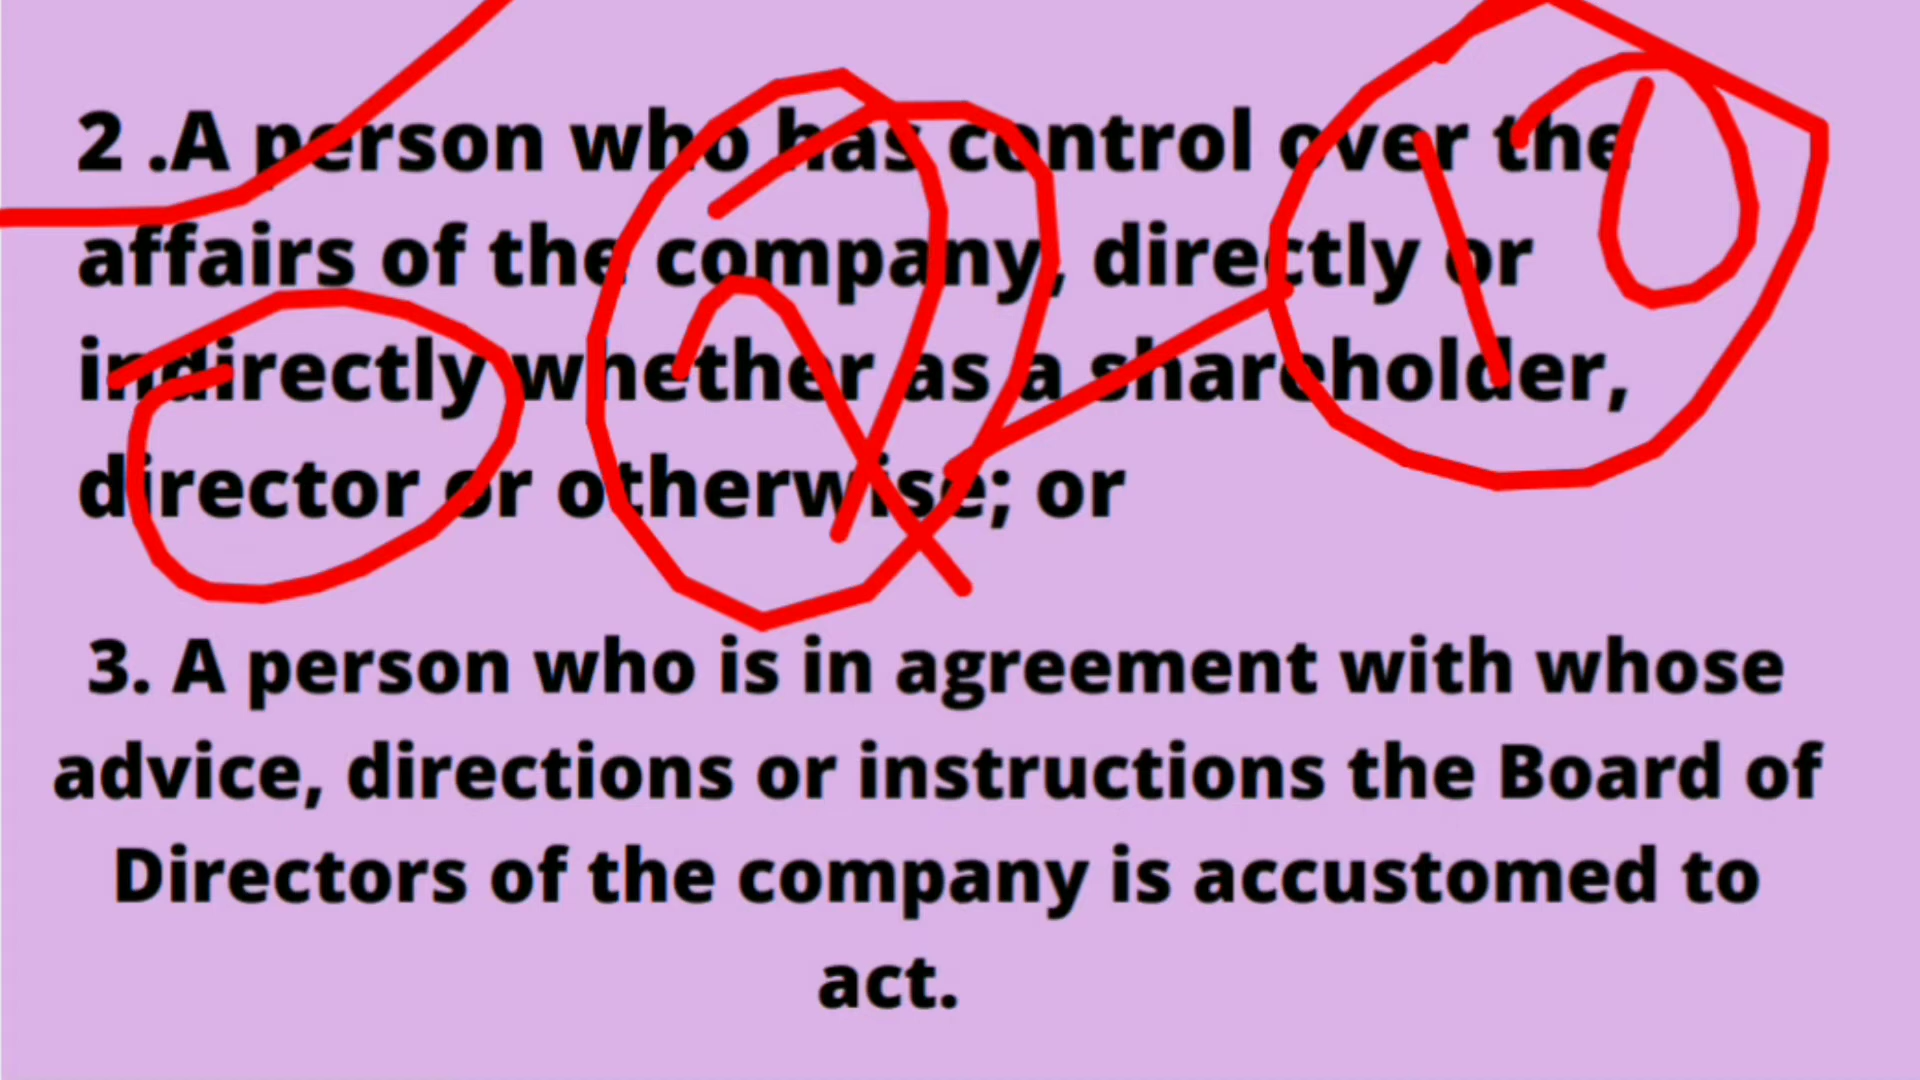 2 .A person who has control over the
affairs of the company, directly or
indirectly whether as a shareholder,
director or otherwise; or
3. A person who is in agreement with whose
advice, directions or instructions the Board of
Directors of the company is accustomed to
act.